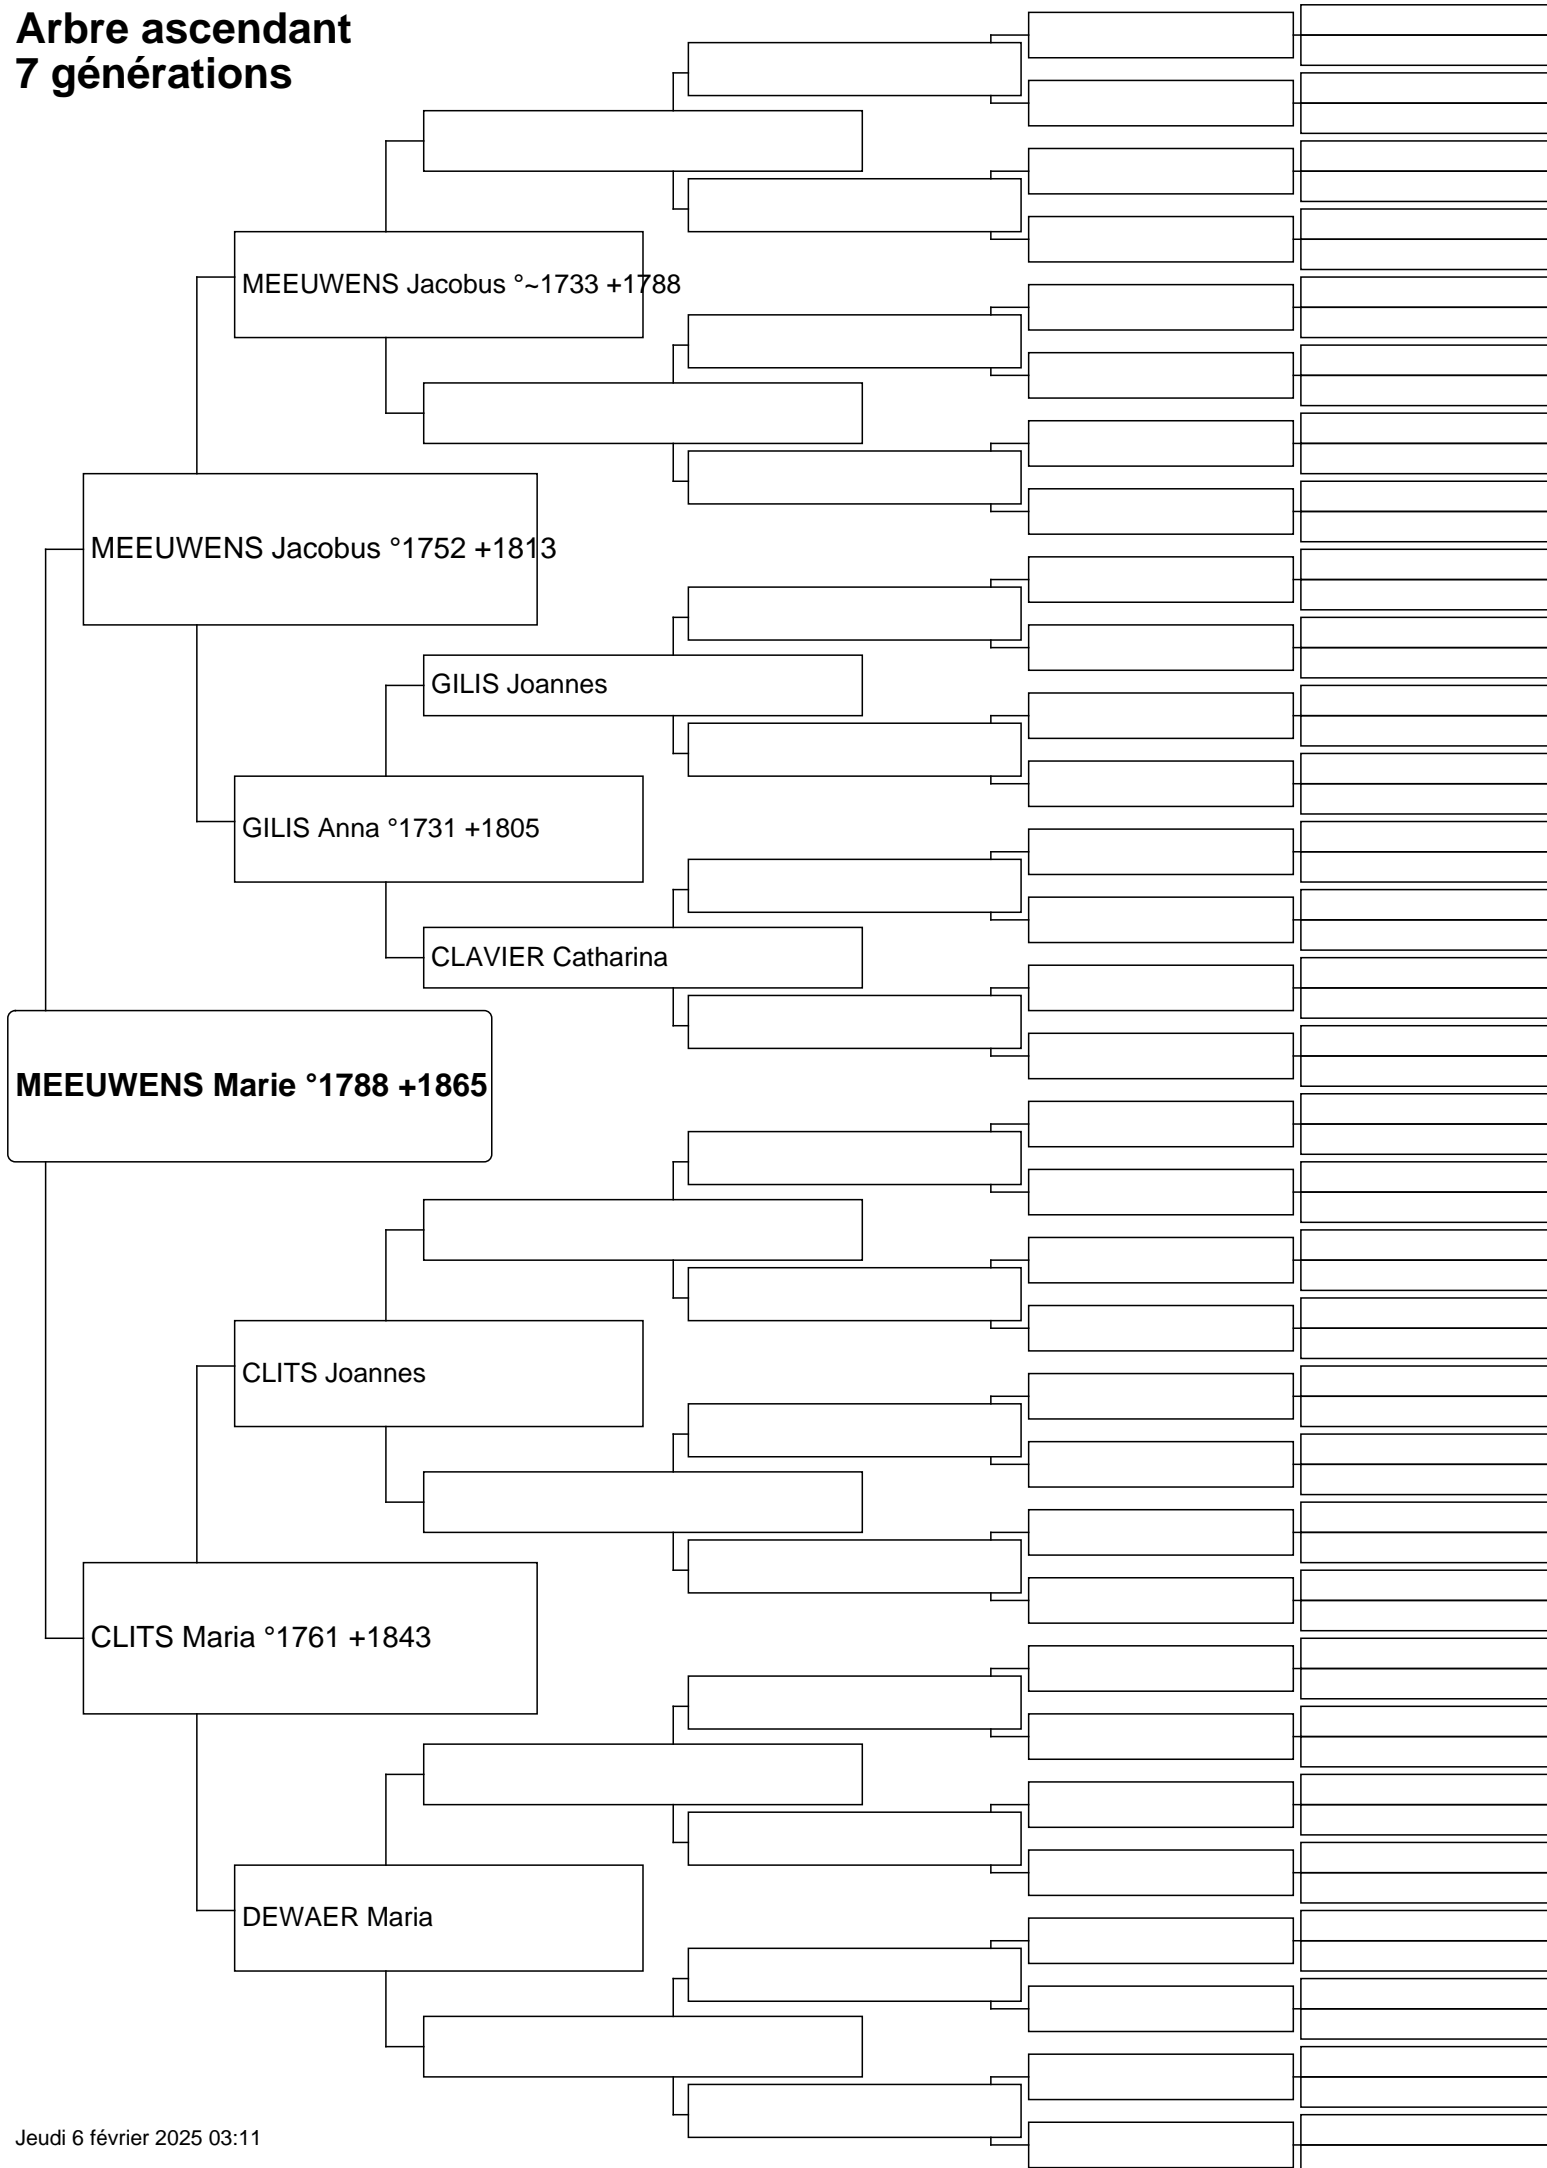 Arbre ascendant
7 générations
MEEUWENS Jacobus °~1733 +1788
MEEUWENS Jacobus °1752 +1813
GILIS Joannes
GILIS Anna °1731 +1805
CLAVIER Catharina
MEEUWENS Marie °1788 +1865
CLITS Joannes
CLITS Maria °1761 +1843
DEWAER Maria
Jeudi 6 février 2025 03:11